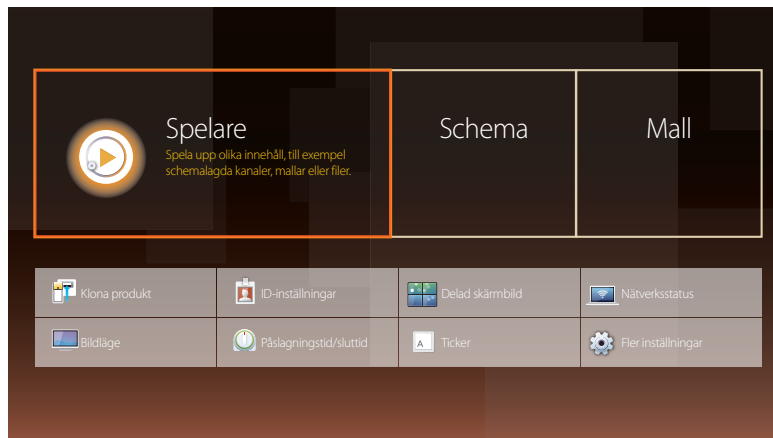 Spelare
Spela upp olika innehåll, till exempel
schemalagda kanaler, mallar eller filer.
Schema
Mall
Klona produkt
ID-inställningar
Delad skärmbild
Nätverksstatus
Bildläge
Påslagningstid/sluttid
A
Ticker
Fler inställningar